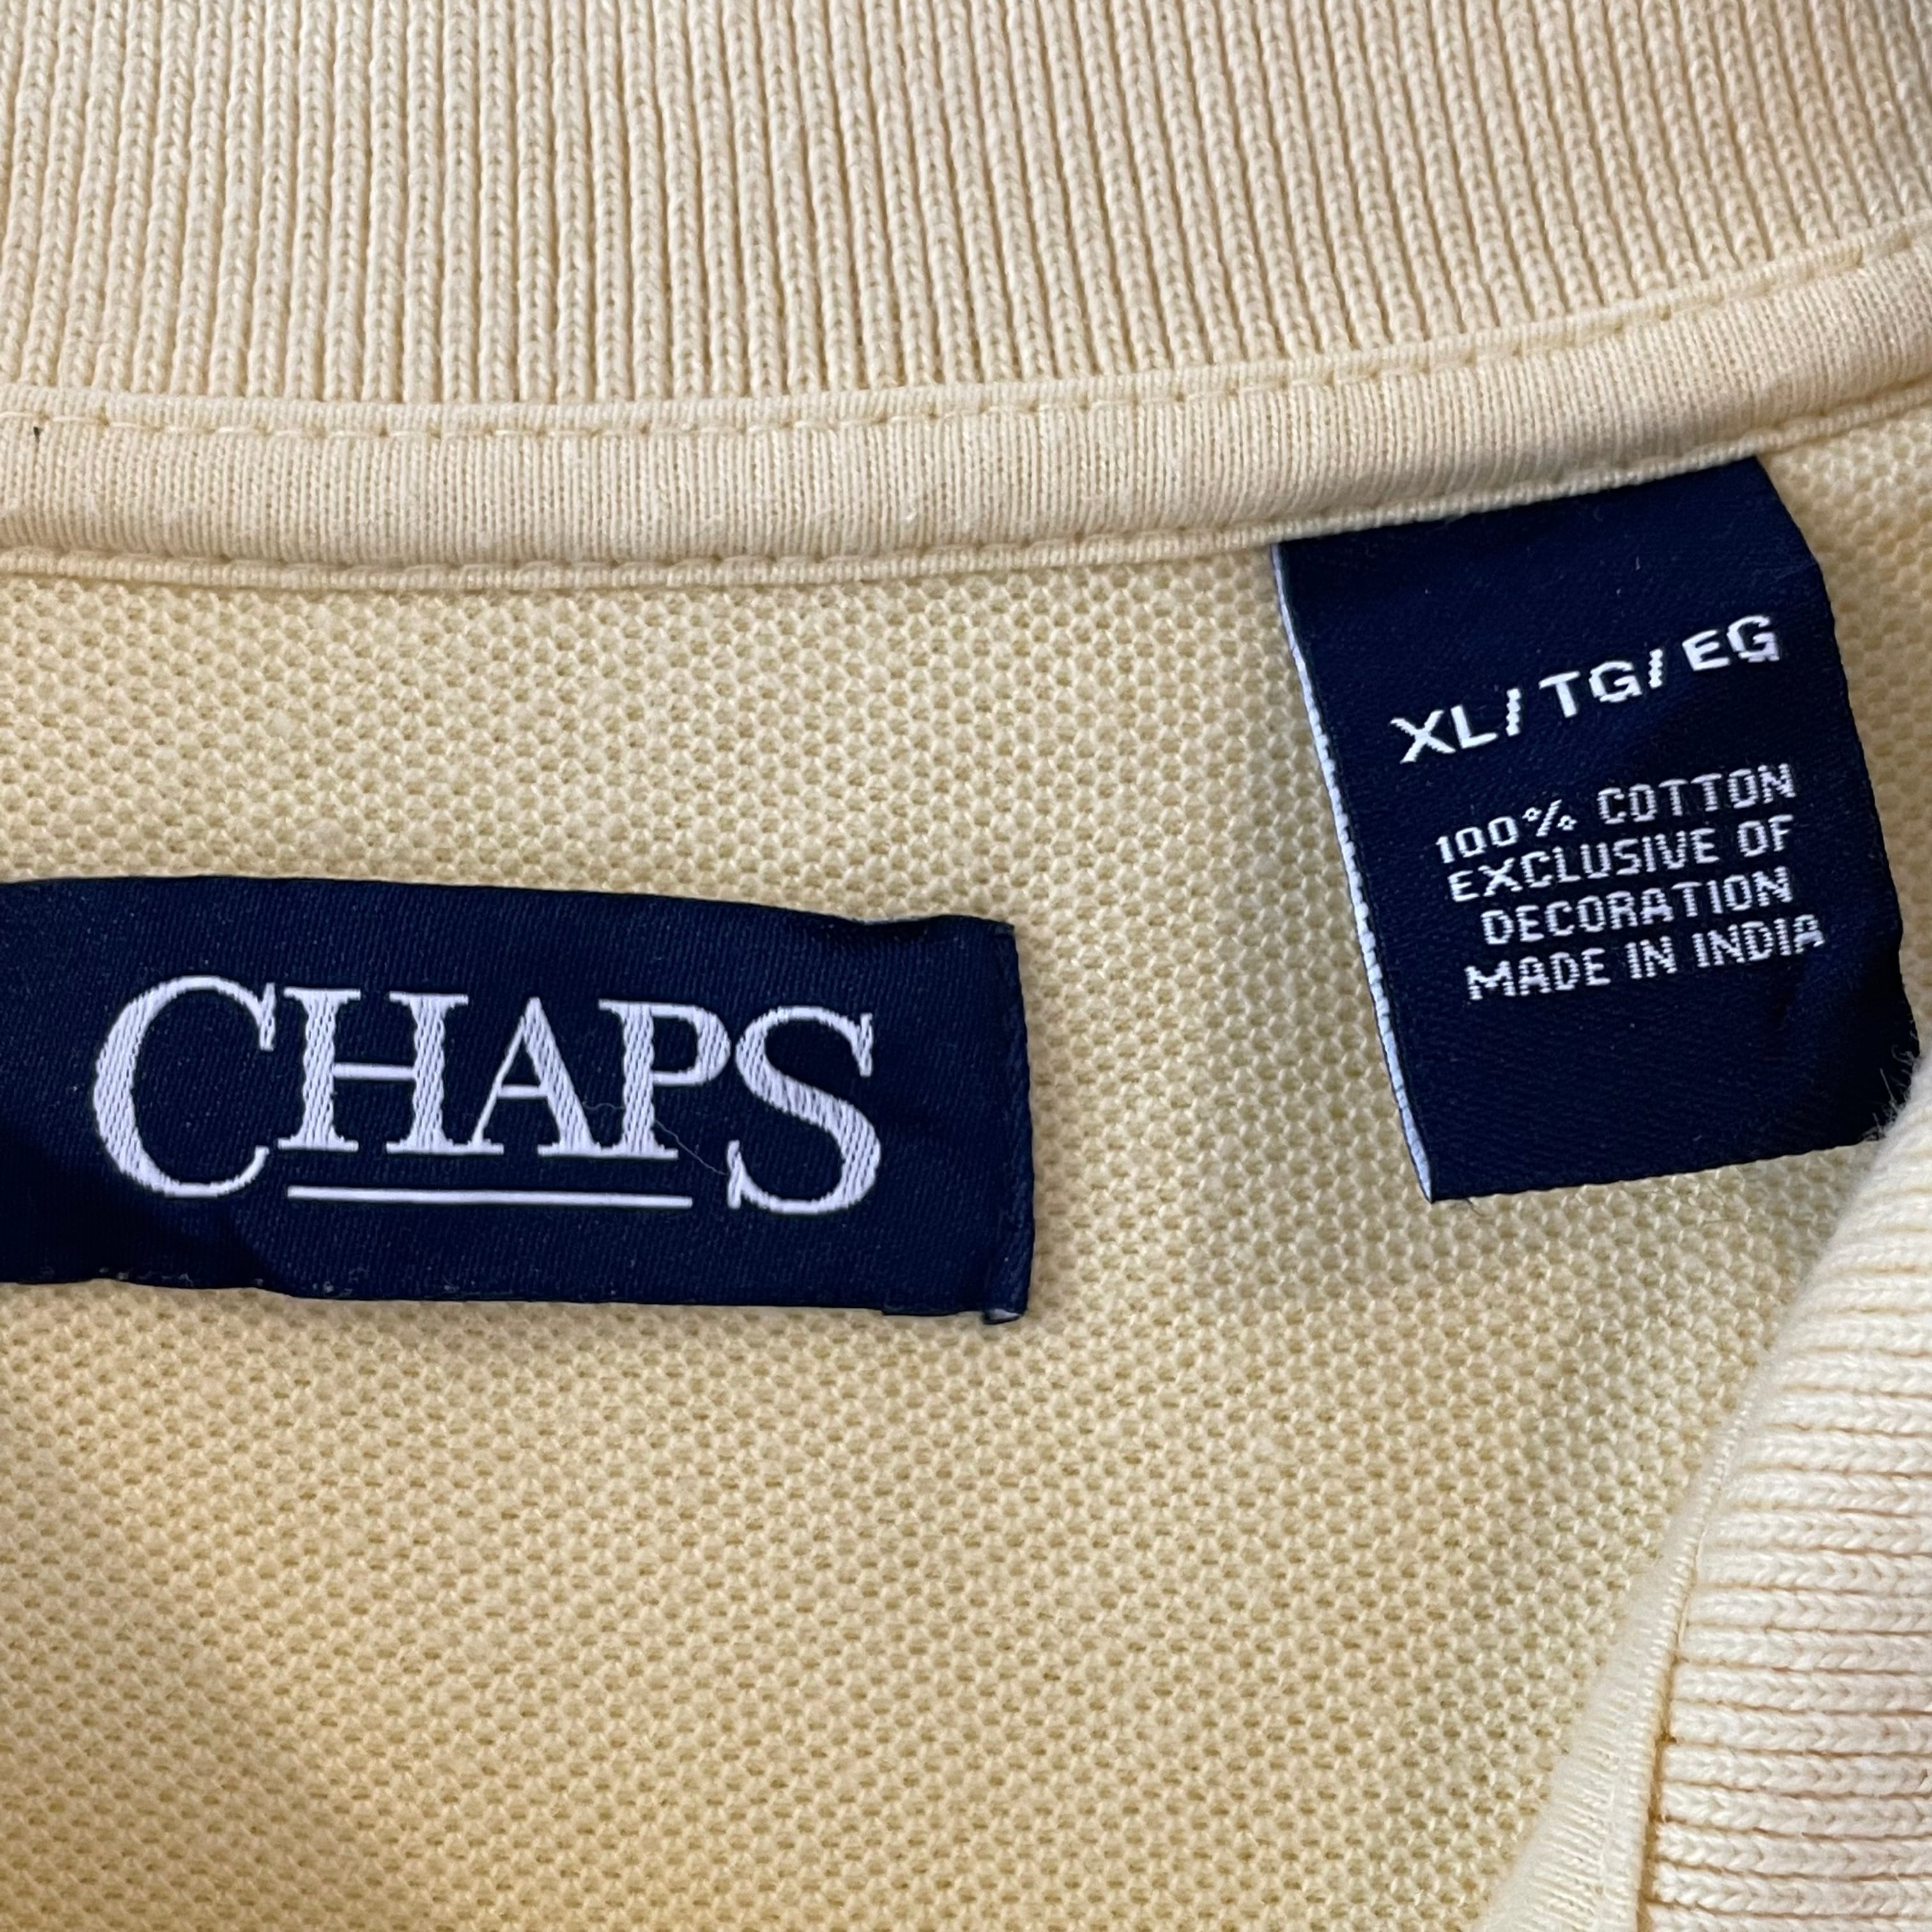 CHAPS
XL/TG/EG
100% COTTON
EXCLUSIVE OF
DECORATION
MADE IN INDIA